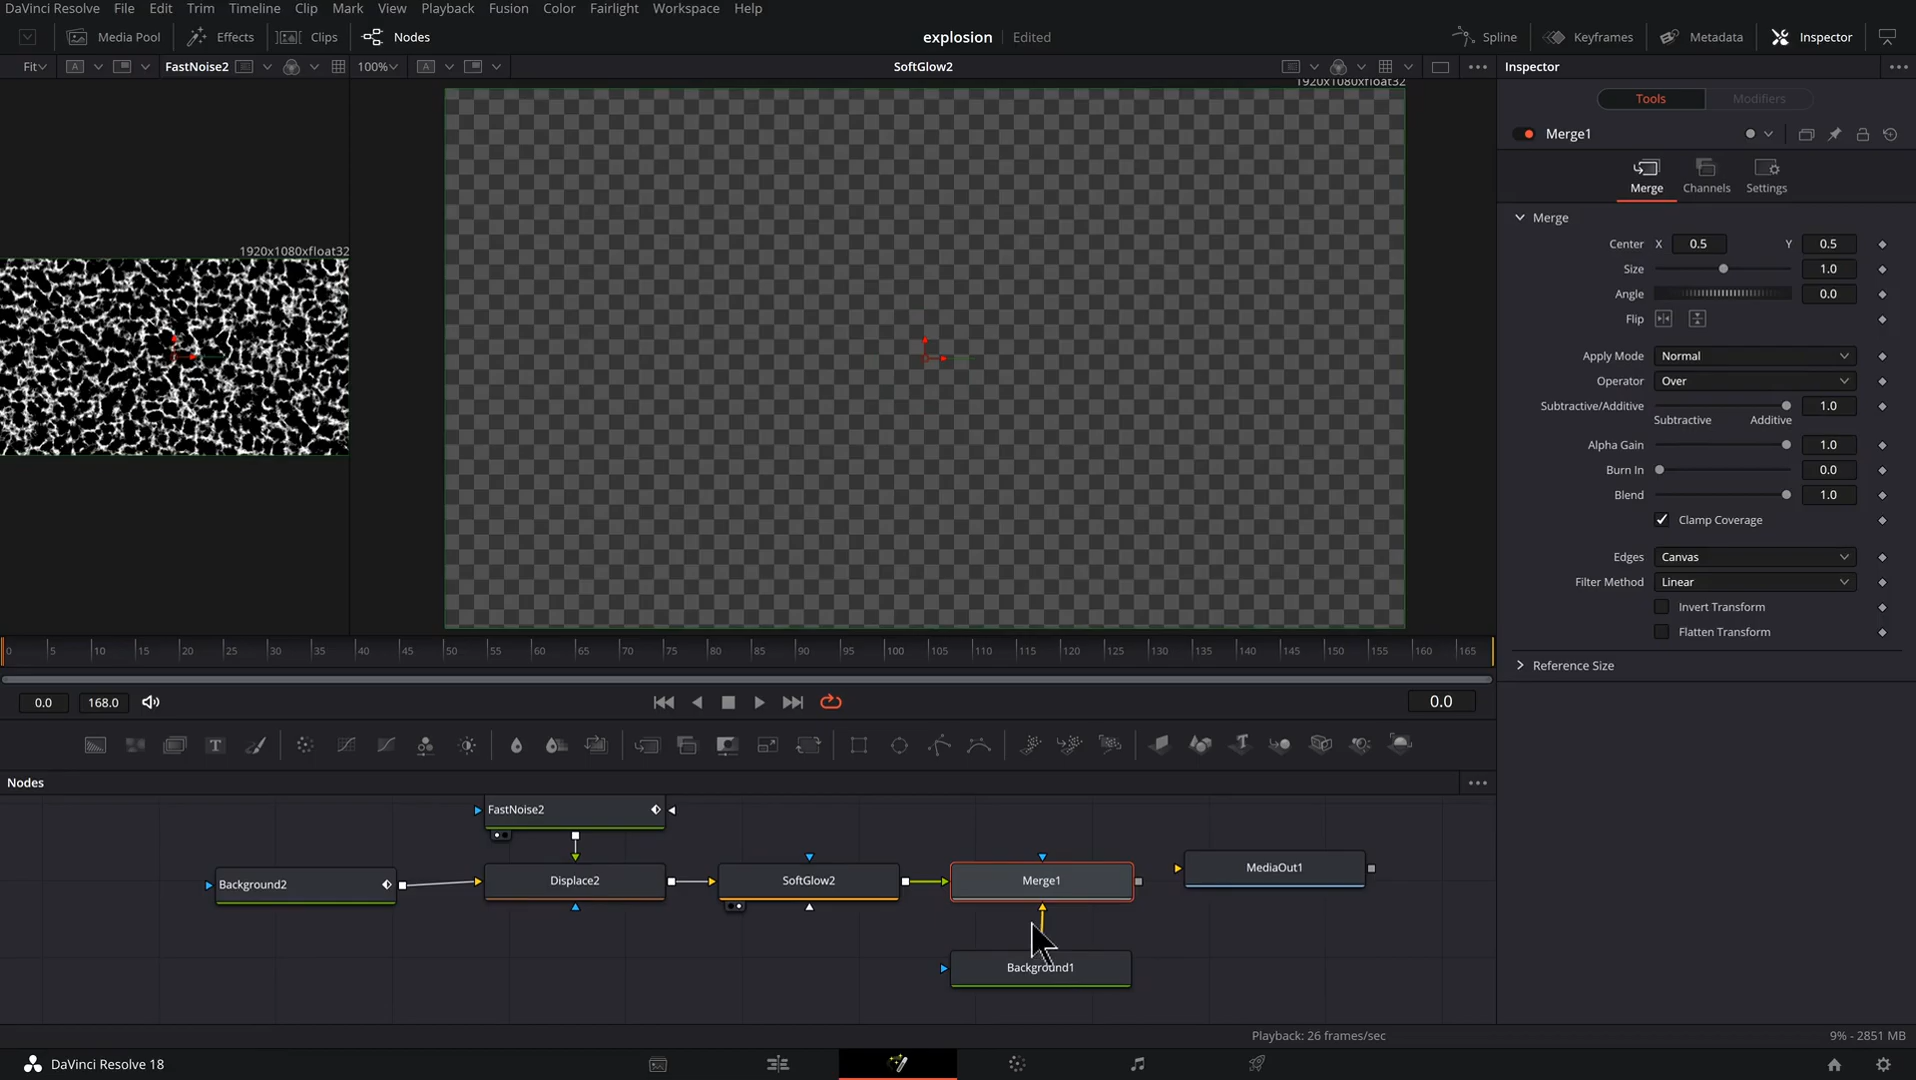 DaVinci Resolve File Edit Trim Timeline Clip Mark View Playback Fusion Color Fairlight Workspace Help
Media Pool Effects Clips Nodes explosion Edited Spline Keyframes Metadata Inspector
Fit FastNoise2 100% SoftGlow2 Inspector
1920x1080xfloat32
Tools Modifiers
Merge1
Merge Channels Settings
Merge
Center X 0.5 Y 0.5
1920x1080xfloat32
Size 1.0
Angle 0.0
Flip
Apply Mode Normal
Operator Over
Subtractive/Additive 1.0
Subtractive Additive
Alpha Gain 1.0
Burn In 0.0
Blend 1.0
Clamp Coverage
Edges Canvas
Filter Method Linear
Invert Transform
Flatten Transform
Reference Size
0 5 10 15 20 25 30 35 40 45 50 55 60 65 70 75 80 85 90 95 100 105 110 115 120 125 130 135 140 145 150 155 160 165
0.0 168.0 0.0
T T
Nodes
FastNoise2
Background2 Displace2 SoftGlow2 Merge1 MediaOut1
Background1
Playback: 26 frames/sec 9% - 2851 MB
DaVinci Resolve 18